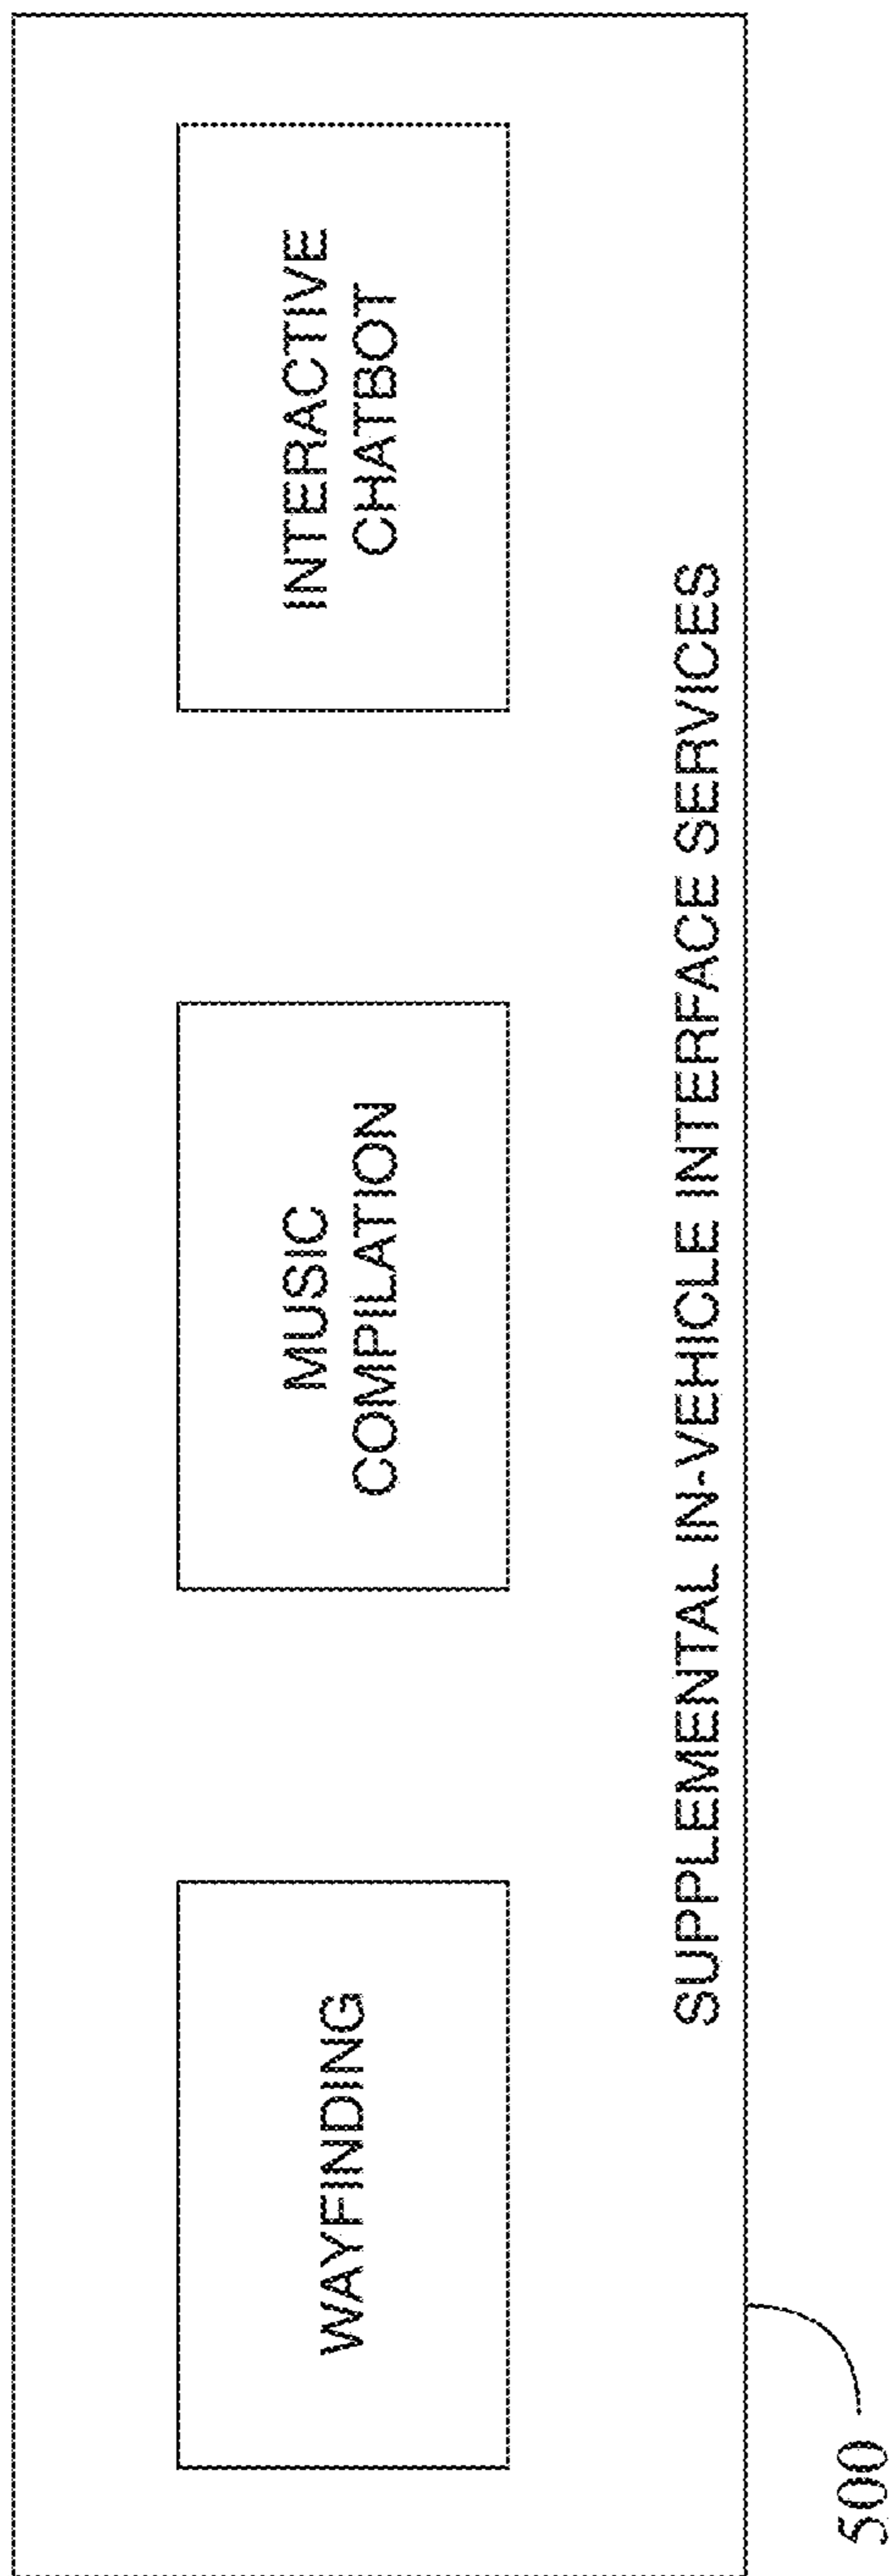 WAYFINDING
MUSIC
COMPILATION
INTERACTIVE
CHATBOT
SUPPLEMENTAL IN-VEHICLE INTERFACE SERVICES
500